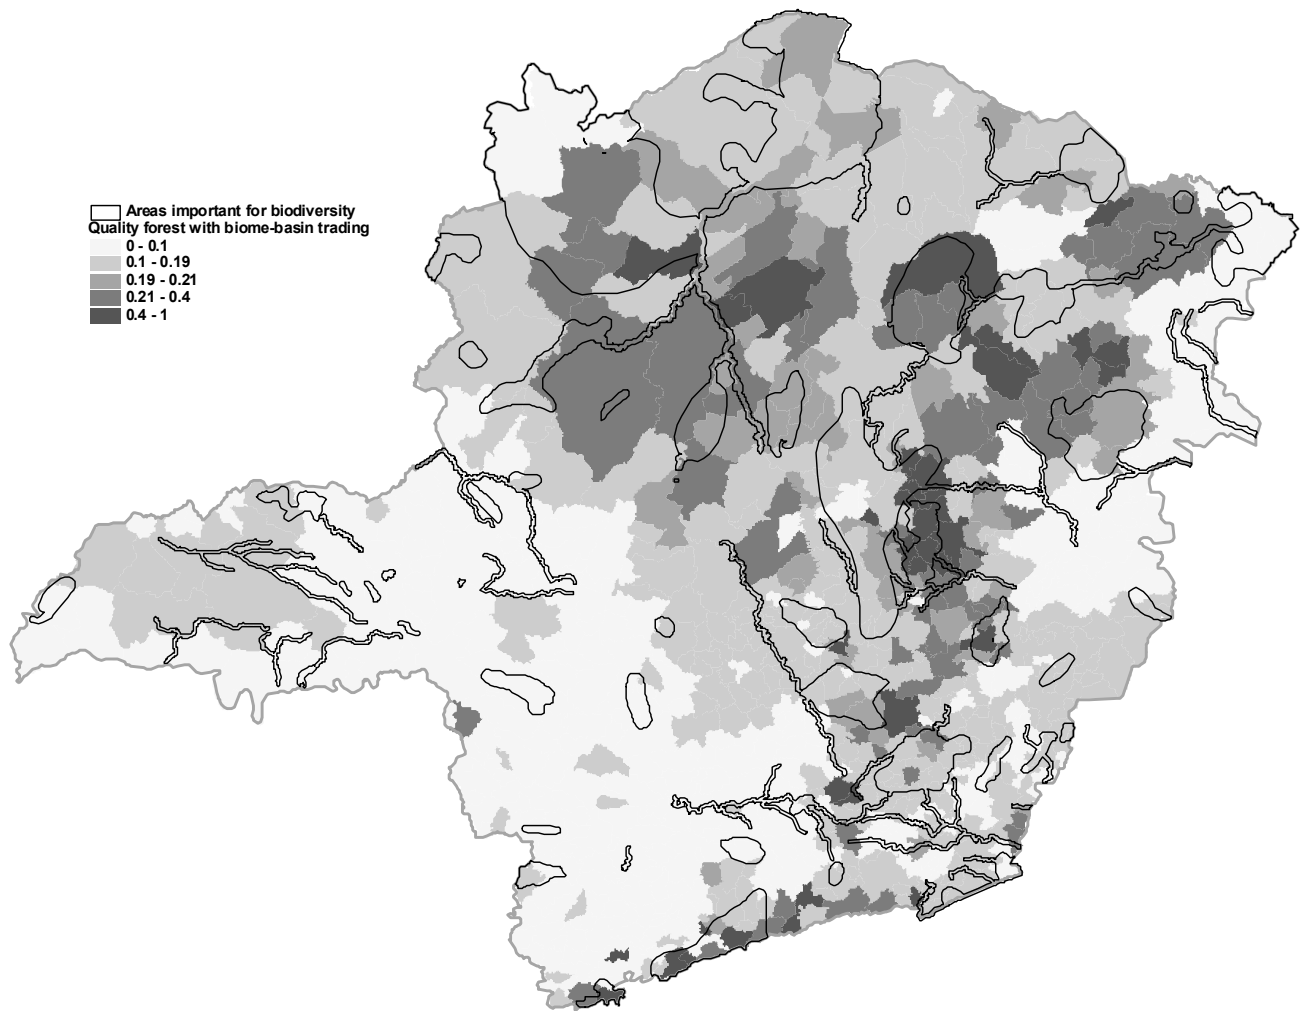 Areas important for biodiversity
Quality forest with biome-basin trading
0 - 0.1
0.1 - 0.19
0.19 - 0.21
0.21 - 0.4
0.4 - 1